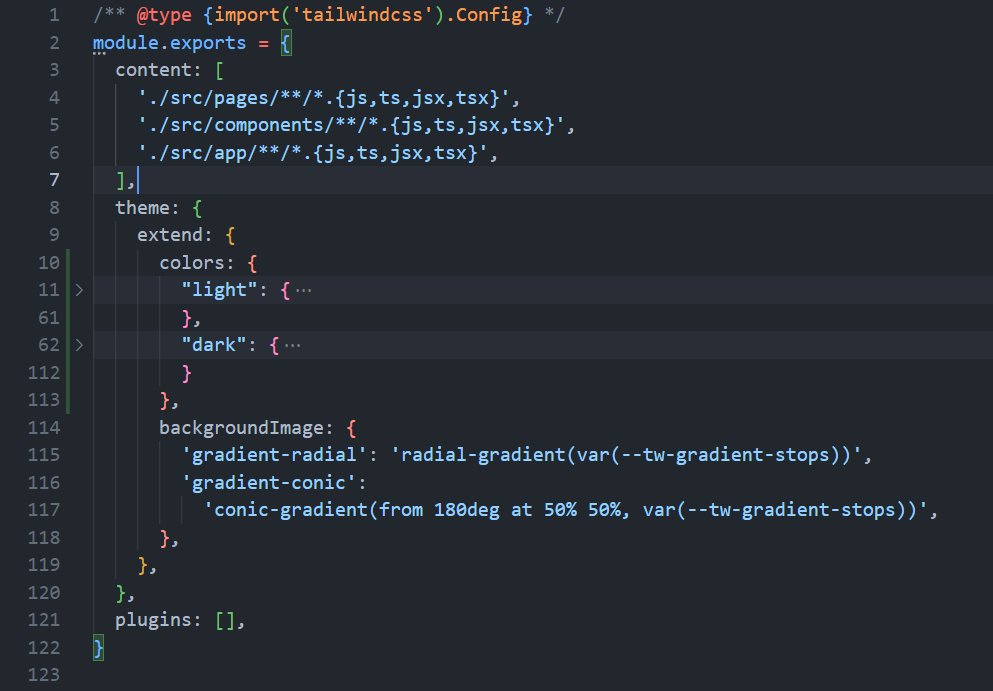 1 /** @type {import('tailwindcss').Config} */
2 module.exports = {
3 content: [
4 './src/pages/**/*.{js,ts,jsx,tsx}',
5 './src/components/**/*.{js,ts,jsx,tsx}',
6 './src/app/**/*.{js,ts,jsx,tsx}',
7 ],
8 theme: {
9 extend: {
10 colors: {
11 "light": { ···
61 },
62 "dark": { ···
112 }
113 },
114 backgroundImage: {
115 'gradient-radial': 'radial-gradient(var(--tw-gradient-stops))',
116 'gradient-conic':
117 'conic-gradient(from 180deg at 50% 50%, var(--tw-gradient-stops))',
118 },
119 },
120 },
121 plugins: [],
122 }
123